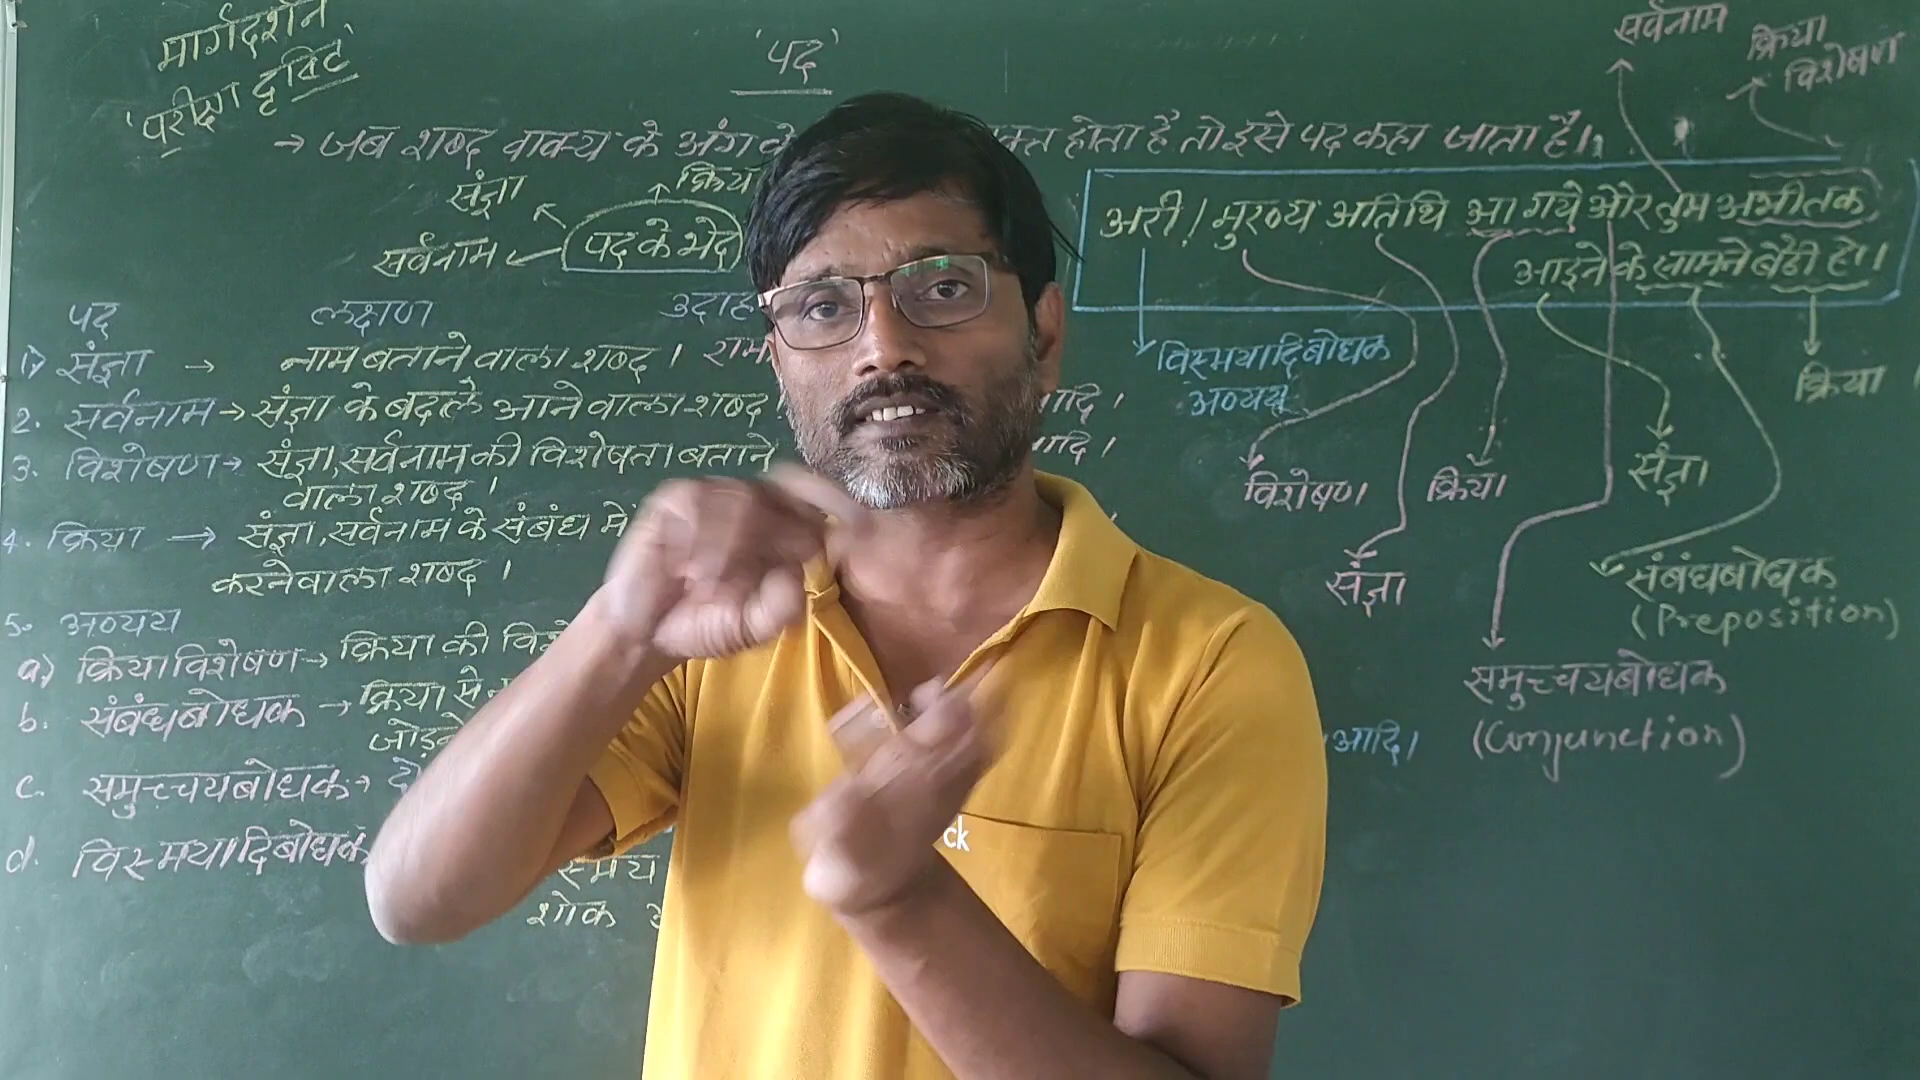 मार्गदर्शन
'परीक्षा दृष्टि'
'पद'
→ जब शब्द वाक्य के अंग के क्त होता है तो इसे पद कहा जाता है।
संज्ञा
क्रिया
सर्वनाम
पद के भेद
पद लक्षण उदाह
1) संज्ञा → नाम बताने वाला शब्द । राम
2. सर्वनाम → संज्ञा के बदले आने वाला शब्द आदि ।
3. विशेषण → संज्ञा, सर्वनाम की विशेषता बताने आदि ।
वाला शब्द ।
4. क्रिया → संज्ञा, सर्वनाम के संबंध में
करनेवाला शब्द ।
5. अव्यय
a) क्रियाविशेषण → क्रिया की विशे
b. संबंधबोधक → क्रिया से
जोड़ने
c. समुच्चयबोधक → दो
d. विस्मयादिबोधक
स्मय
शोक
आदि।
सर्वनाम
क्रिया
विशेषण
अरी ! मुख्य अतिथि आ गये और तुम अभीतक
आइने के सामने बैठी हो।
विस्मयादिबोधक
अव्यय
क्रिया
विशेषण
क्रिया
संज्ञा
संज्ञा
संबंधबोधक
(Preposition)
समुच्चयबोधक
(Conjunction)
ck